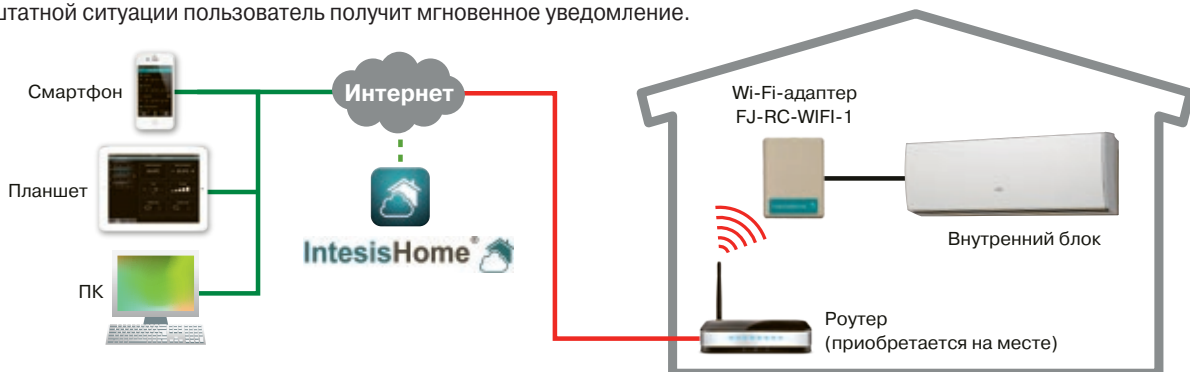 штатной ситуации пользователь получит мгновенное уведомление.
Смартфон
Интернет
Wi-Fi-адаптер
FJ-RC-WIFI-1
Планшет
IntesisHome®
Внутренний блок
ПК
Роутер
(приобретается на месте)